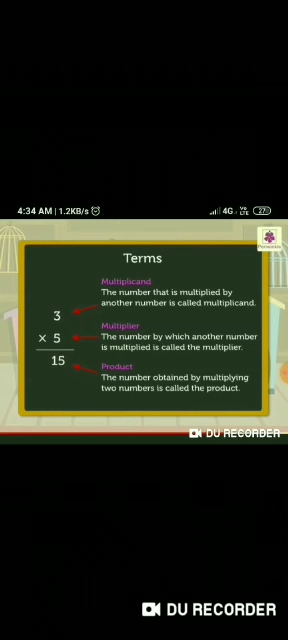 4:34 AM | 1.2KB/s
4G
Vo
LTE
27
Periwinkle
Terms
Multiplicand
The number that is multiplied by
another number is called multiplicand.
3
Multiplier
× 5
The number by which another number
is multiplied is called the multiplier.
15
Product
The number obtained by multiplying
two numbers is called the product.
DU RECORDER
DU RECORDER